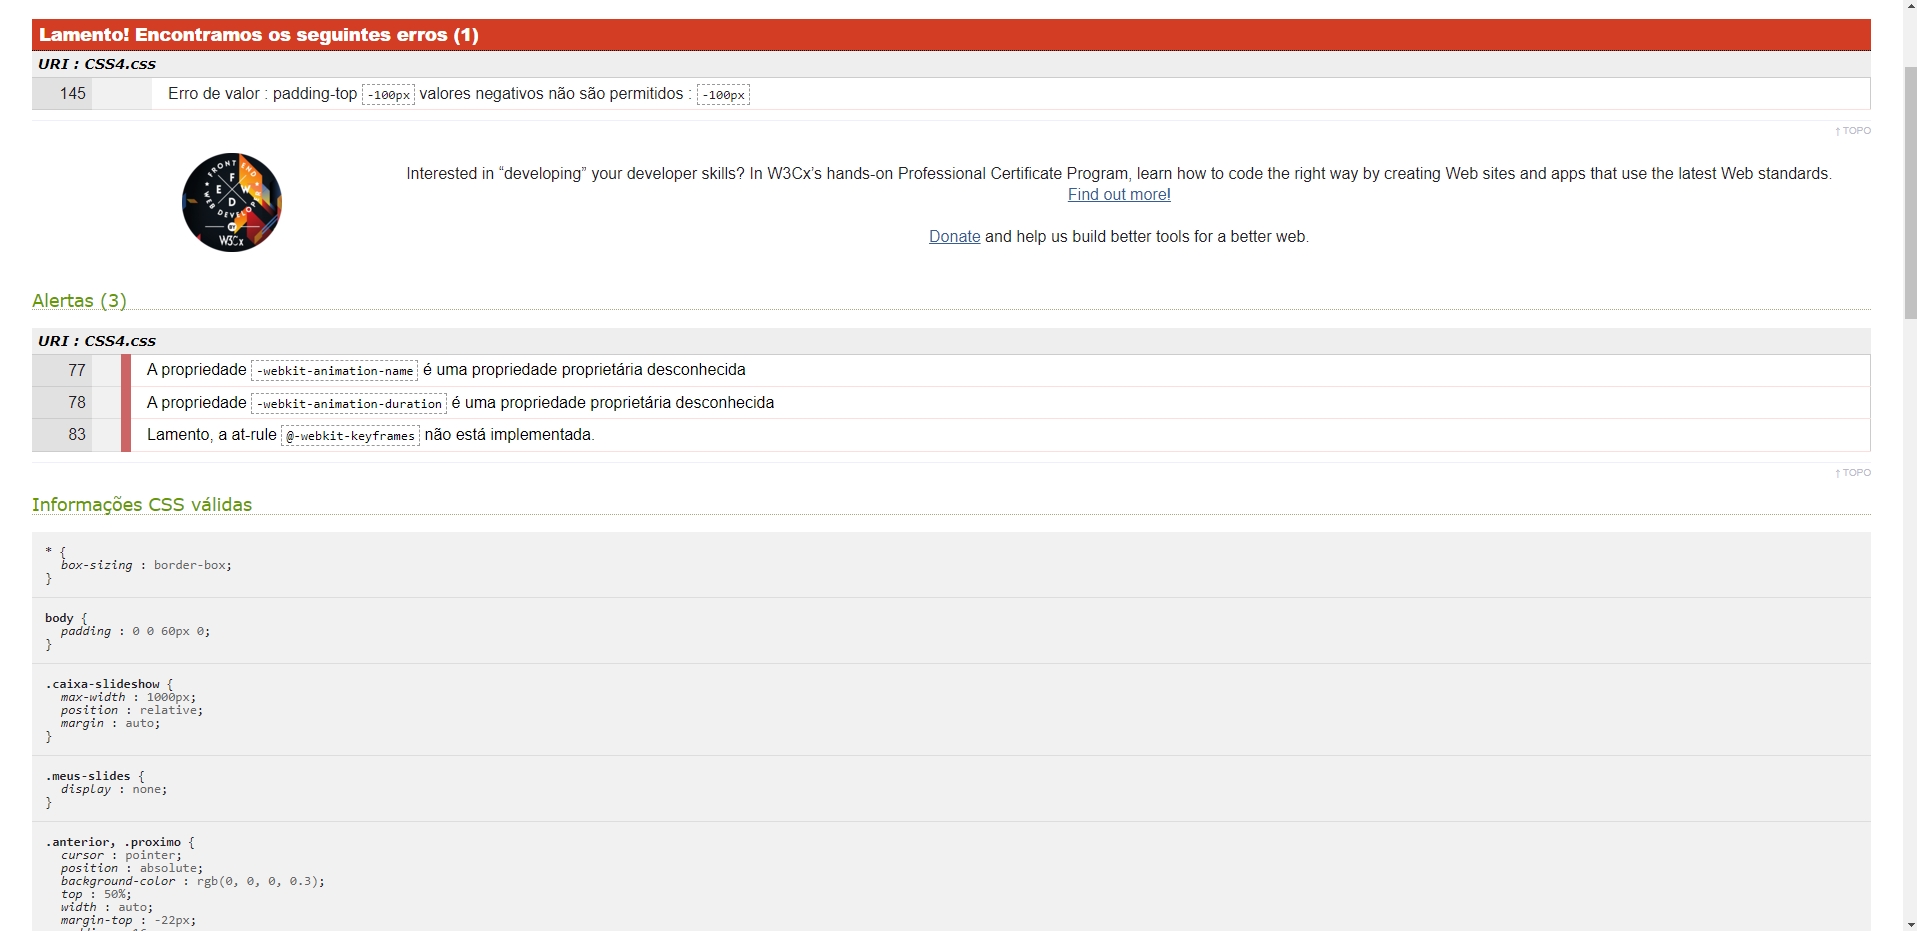 Lamento! Encontramos os seguintes erros (1)
URI : CSS4.css
145 Erro de valor : padding-top -100px valores negativos não são permitidos : -100px
↑ TOPO
FRONT END
WEB DEVELOPER
F E W D
BY
W3Cx
Interested in “developing” your developer skills? In W3Cx’s hands-on Professional Certificate Program, learn how to code the right way by creating Web sites and apps that use the latest Web standards.
Find out more!
Donate and help us build better tools for a better web.
Alertas (3)
URI : CSS4.css
77 A propriedade -webkit-animation-name é uma propriedade proprietária desconhecida
78 A propriedade -webkit-animation-duration é uma propriedade proprietária desconhecida
83 Lamento, a at-rule @-webkit-keyframes não está implementada.
↑ TOPO
Informações CSS válidas
* {
box-sizing : border-box;
}
body {
padding : 0 0 60px 0;
}
.caixa-slideshow {
max-width : 1000px;
position : relative;
margin : auto;
}
.meus-slides {
display : none;
}
.anterior, .proximo {
cursor : pointer;
position : absolute;
background-color : rgb(0, 0, 0, 0.3);
top : 50%;
width : auto;
margin-top : -22px;